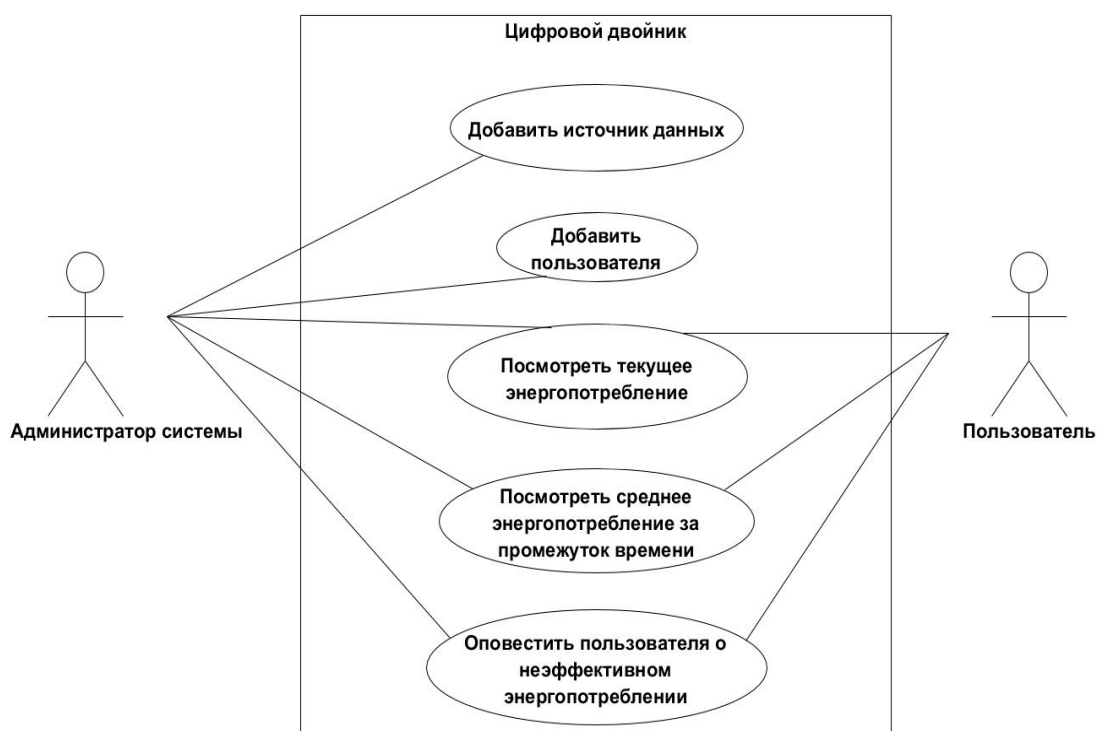 Цифровой двойник
Добавить источник данных
Добавить
пользователя
Посмотреть текущее
энергопотребление
Администратор системы
Пользователь
Посмотреть среднее
энергопотребление за
промежуток времени
Оповестить пользователя о
неэффективном
энергопотреблении